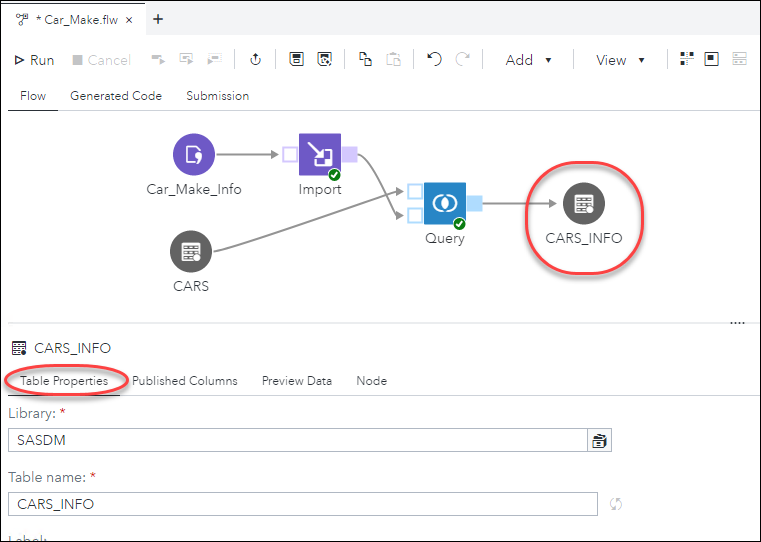 * Car_Make.flw × +
Run Cancel Add View
Flow Generated Code Submission
Car_Make_Info Import
CARS Query CARS_INFO
CARS_INFO
Table Properties Published Columns Preview Data Node
Library: *
SASDM
Table name: *
CARS_INFO
Label: